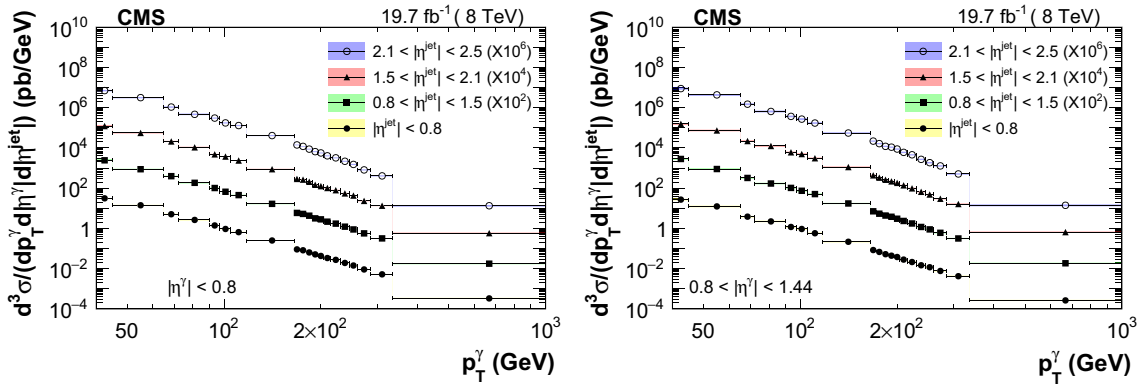 CMS 19.7 fb⁻¹ ( 8 TeV)
d³σ/(dp_T^γ d|η^γ|d|η^jet|) (pb/GeV)
10¹⁰
10⁸
10⁶
10⁴
10²
1
10⁻²
10⁻⁴
2.1 < |η^jet| < 2.5 (X10⁶)
1.5 < |η^jet| < 2.1 (X10⁴)
0.8 < |η^jet| < 1.5 (X10²)
|η^jet| < 0.8
|η^γ| < 0.8
50 10² 2×10² 10³
p_T^γ (GeV)
CMS 19.7 fb⁻¹ ( 8 TeV)
d³σ/(dp_T^γ d|η^γ|d|η^jet|) (pb/GeV)
10¹⁰
10⁸
10⁶
10⁴
10²
1
10⁻²
10⁻⁴
2.1 < |η^jet| < 2.5 (X10⁶)
1.5 < |η^jet| < 2.1 (X10⁴)
0.8 < |η^jet| < 1.5 (X10²)
|η^jet| < 0.8
0.8 < |η^γ| < 1.44
50 10² 2×10² 10³
p_T^γ (GeV)